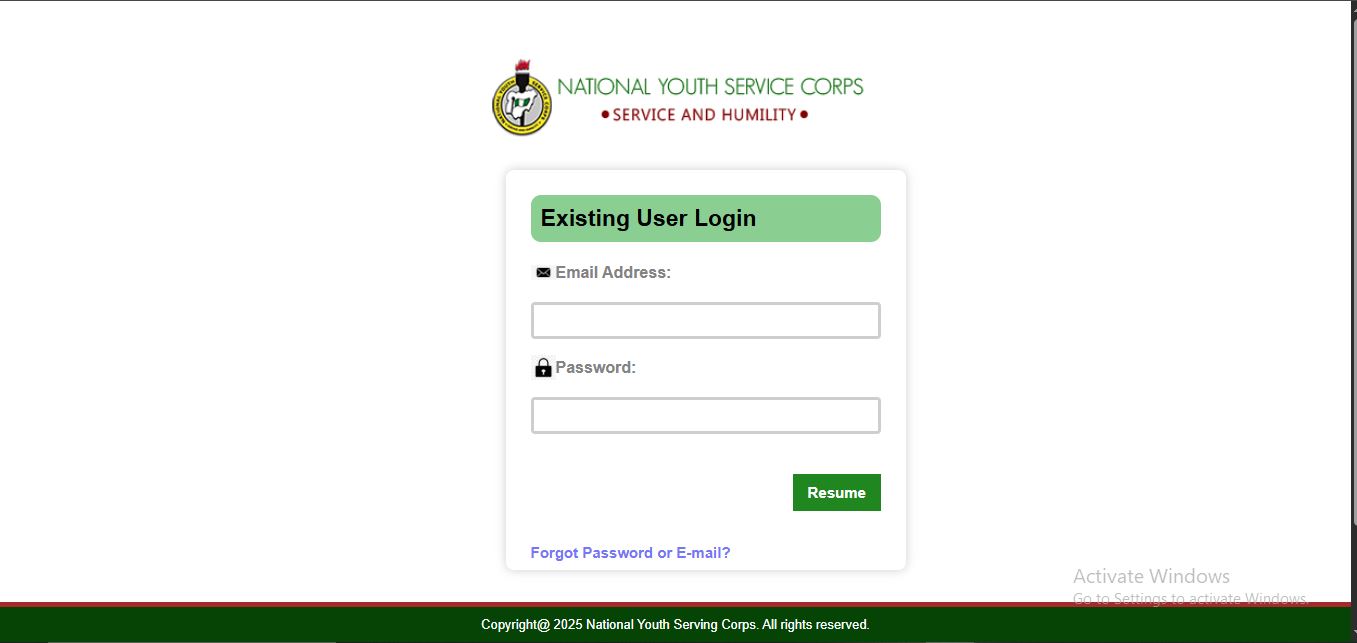 NATIONAL YOUTH SERVICE CORPS
•SERVICE AND HUMILITY•
Existing User Login
Email Address:
Password:
Resume
Forgot Password or E-mail?
Activate Windows
Go to Settings to activate Windows.
Copyright@ 2025 National Youth Serving Corps. All rights reserved.